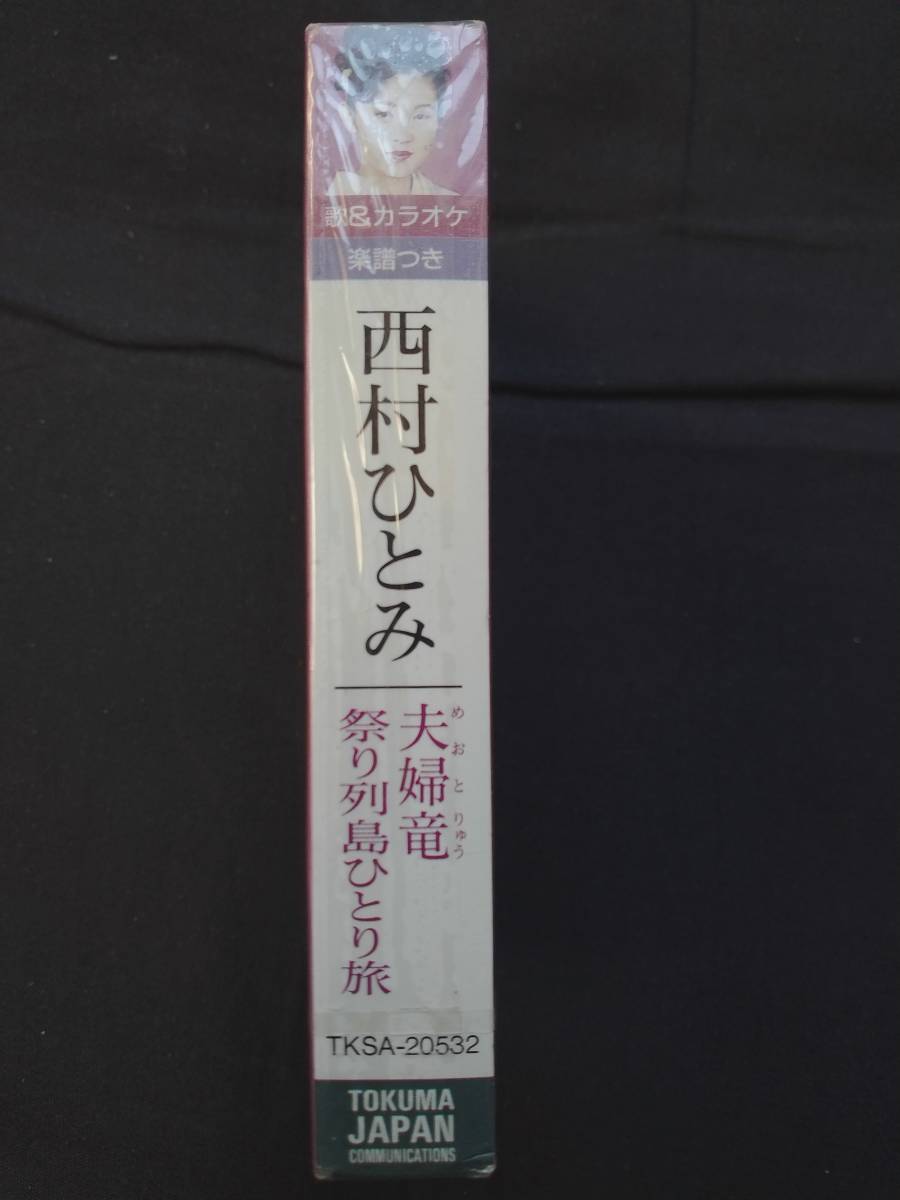 歌&カラオケ
楽譜つき
西村ひとみ
夫婦竜
めおとりゅう
祭り列島ひとり旅
TKSA-20532
TOKUMA
JAPAN
COMMUNICATIONS